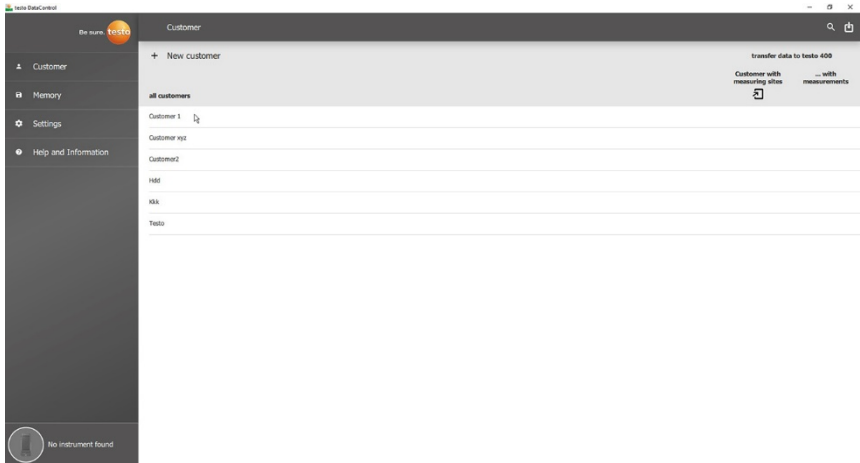 testo DataControl
Be sure. testo
Customer
Customer
Memory
Settings
Help and Information
No instrument found
+ New customer
transfer data to testo 400
Customer with
measuring sites
... with
measurements
all customers
Customer 1
Customer xyz
Customer2
Hdd
Kkk
Testo